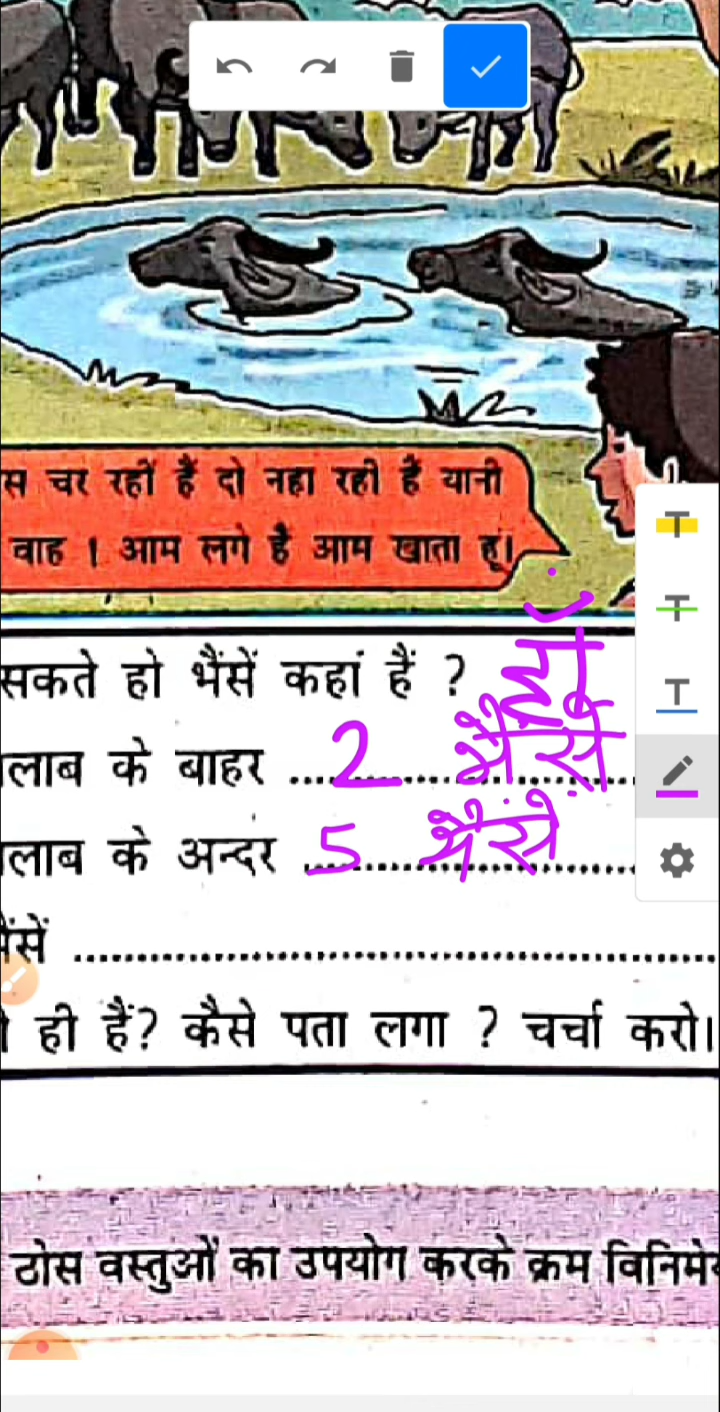 स चर रहीं हैं दो नहा रही हैं यानी
वाह । आम लगे है आम खाता हूं।
सकते हो भैंसें कहां हैं ? हाँ
लाब के बाहर ..... 2 भैंसें
लाब के अन्दर ..... 5 भैंसें
ैंसें .....
ही हैं? कैसे पता लगा ? चर्चा करो।
ठोस वस्तुओं का उपयोग करके क्रम विनिमे